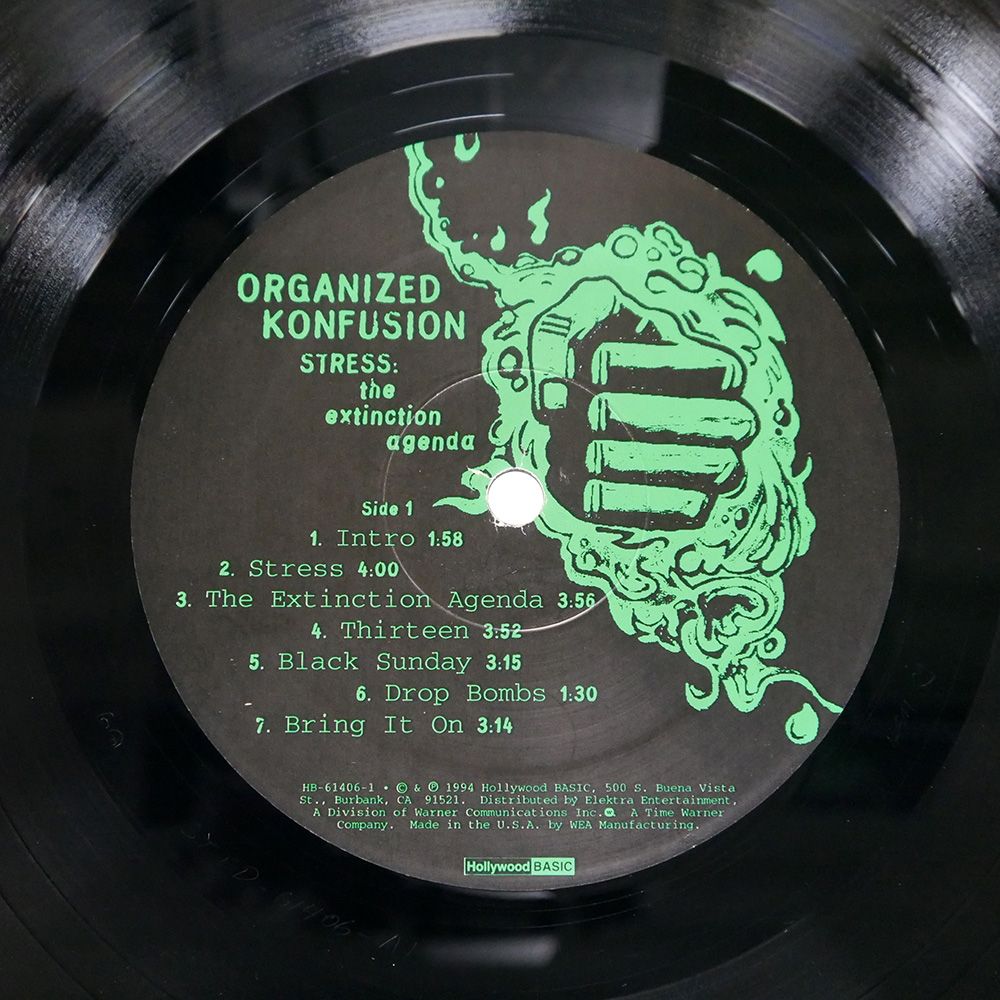 ORGANIZED
KONFUSION
STRESS:
the
extinction
agenda
Side 1
1. Intro 1:58
2. Stress 4:00
3. The Extinction Agenda 3:56
4. Thirteen 3:52
5. Black Sunday 3:15
6. Drop Bombs 1:30
7. Bring It On 3:14
HB-61406-1 • © & ℗ 1994 Hollywood BASIC, 500 S. Buena Vista
St., Burbank, CA 91521. Distributed by Elektra Entertainment,
A Division of Warner Communications Inc. A Time Warner
Company. Made in the U.S.A. by WEA Manufacturing.
Hollywood BASIC